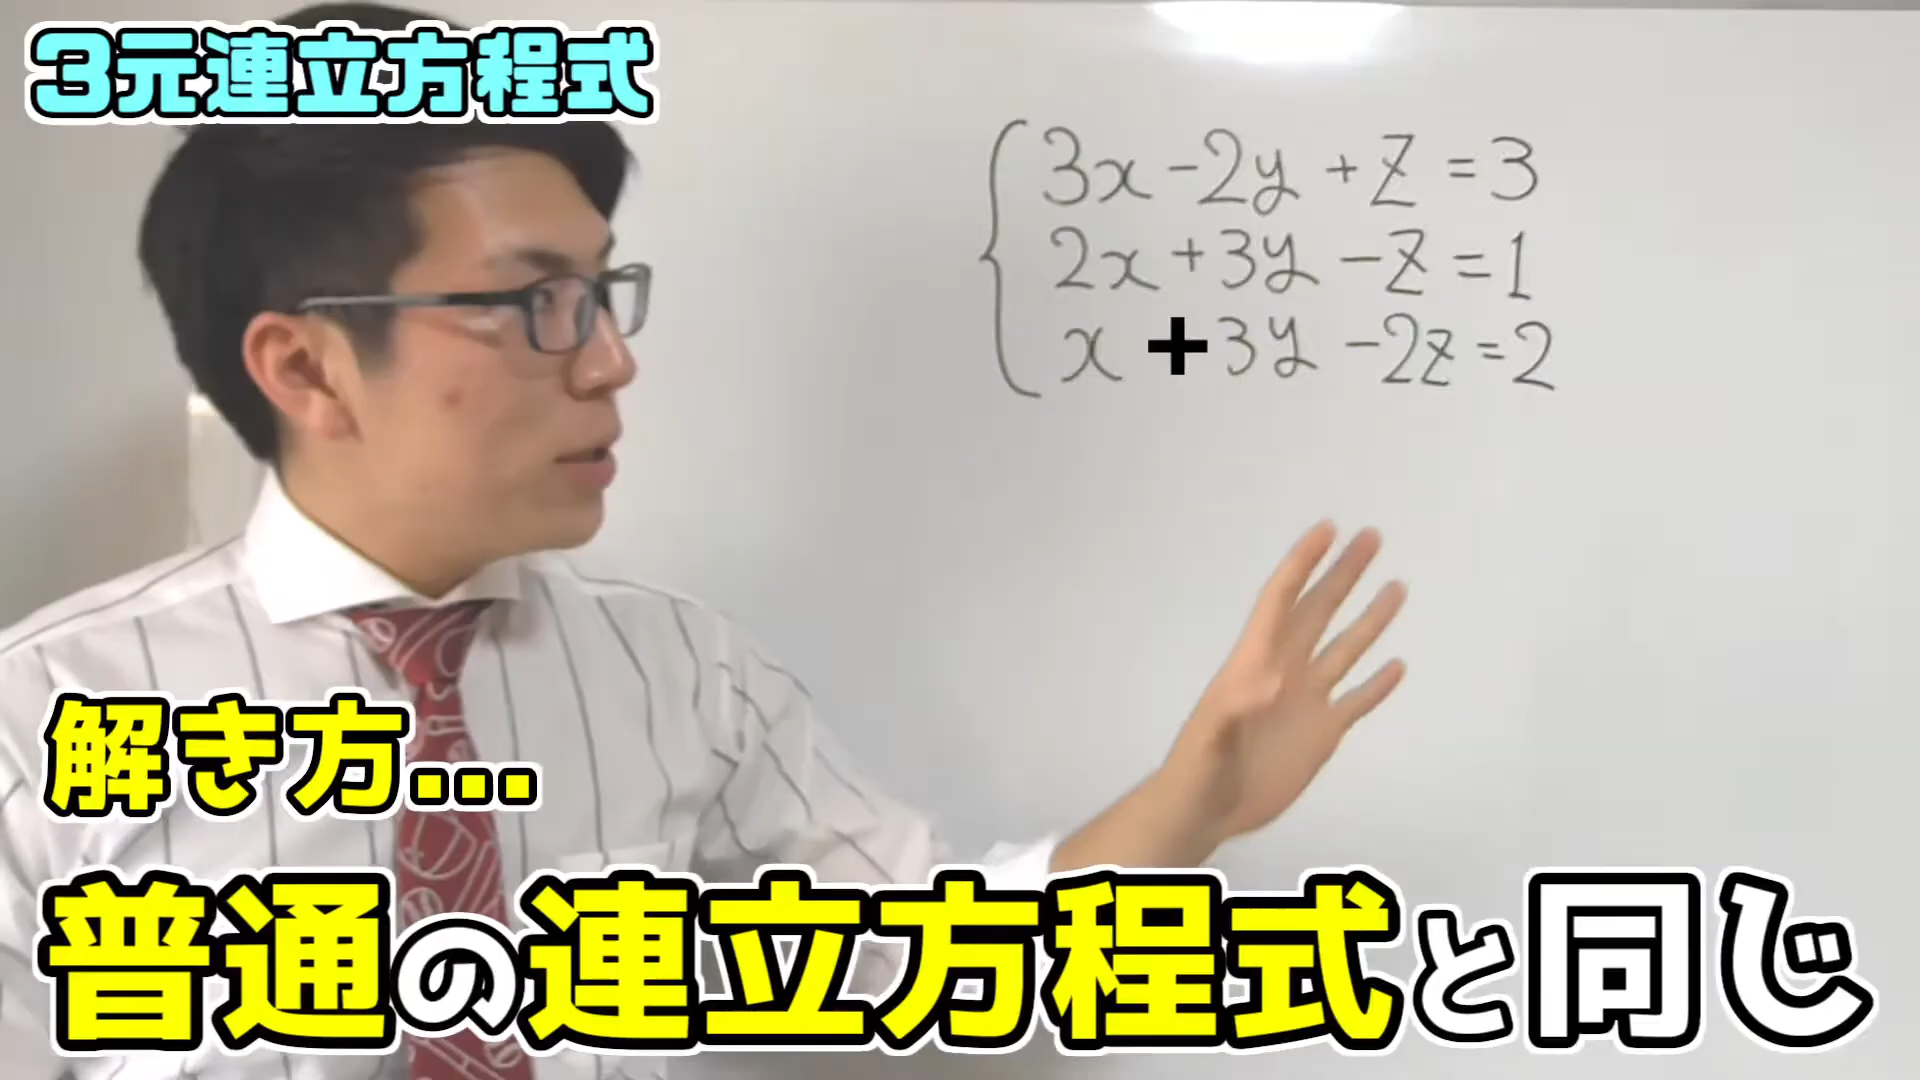 3元連立方程式
3x-2y+z=3
2x+3y-z=1
x+3y-2z=2
解き方...
普通の連立方程式と同じ